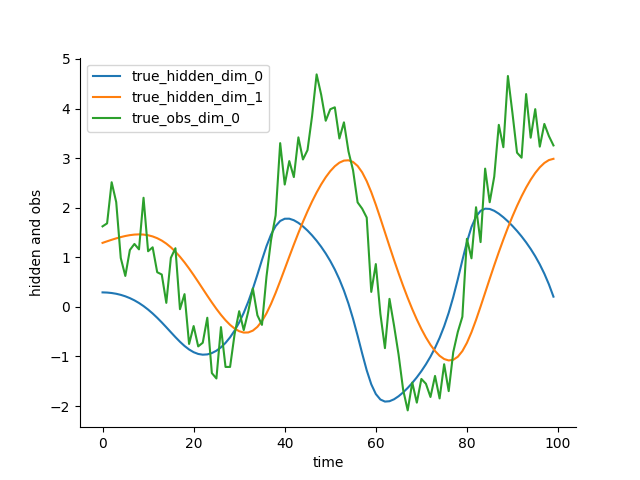 true_hidden_dim_0
true_hidden_dim_1
true_obs_dim_0
hidden and obs
5
4
3
2
1
0
−1
−2
0 20 40 60 80 100
time